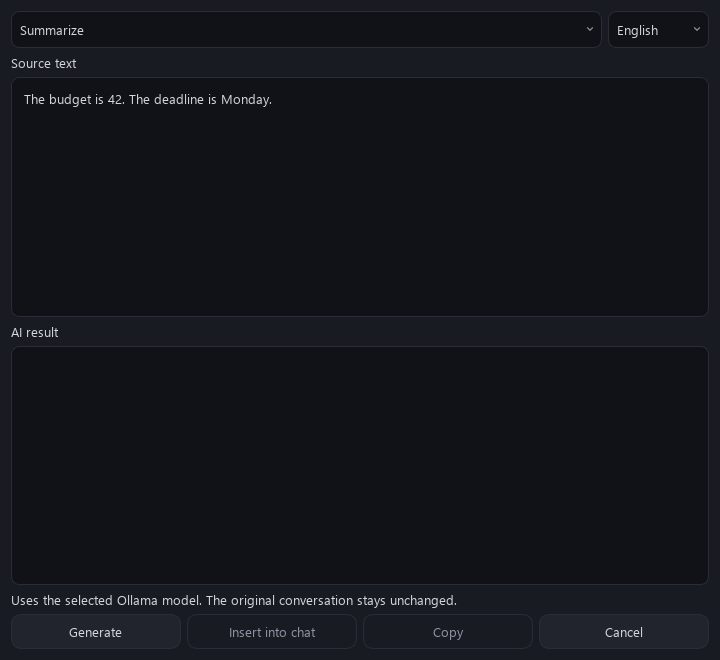 Summarize
English
Source text
The budget is 42. The deadline is Monday.
AI result
Uses the selected Ollama model. The original conversation stays unchanged.
Generate
Insert into chat
Copy
Cancel